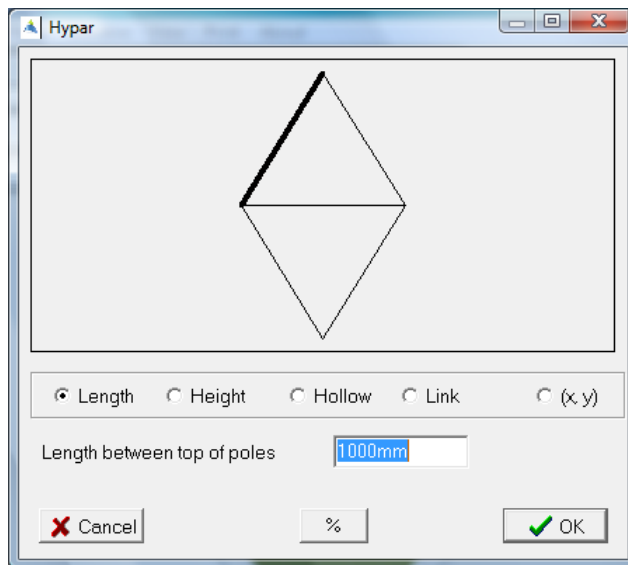 Hypar
Length Height Hollow Link (x, y)
Length between top of poles 1000mm
Cancel % OK